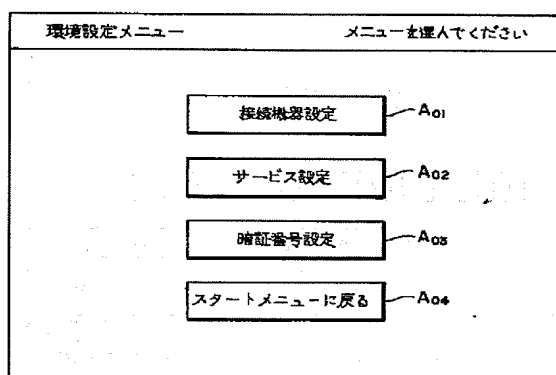 環境設定メニュー メニューを選んでください
接続機器設定 A01
サービス設定 A02
暗証番号設定 A03
スタートメニューに戻る A04